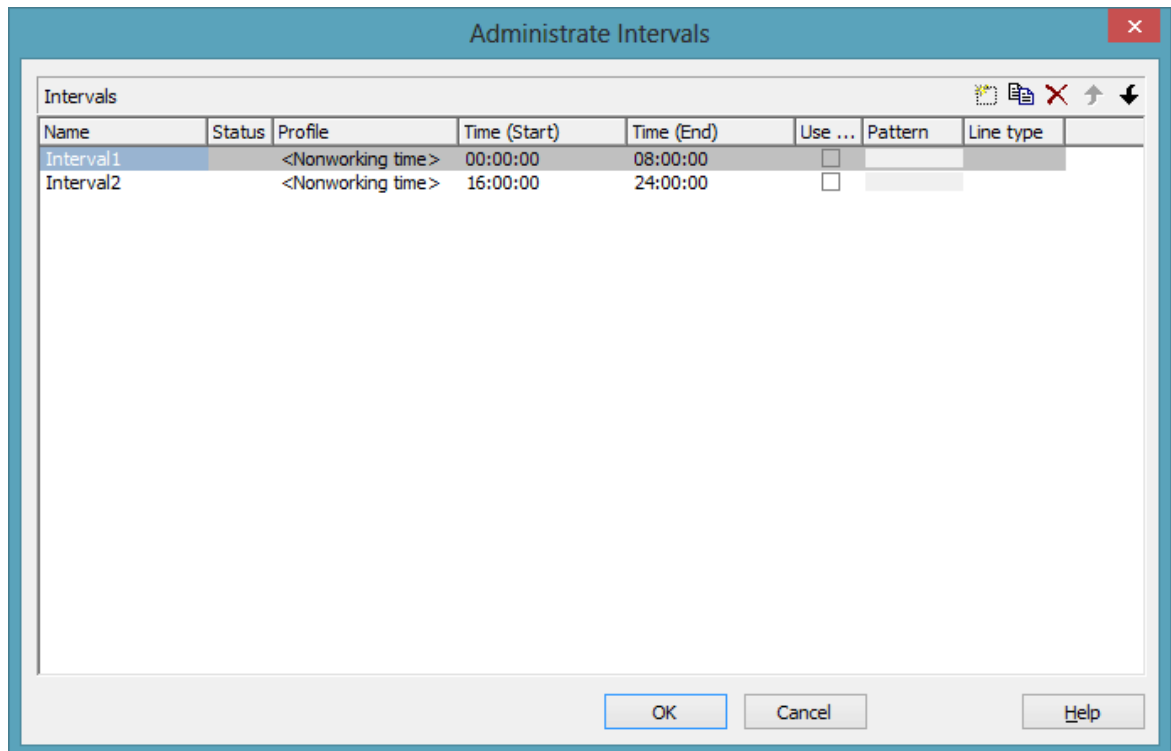 Administrate Intervals
Intervals
Name Status Profile Time (Start) Time (End) Use ... Pattern Line type
Interval1 <Nonworking time> 00:00:00 08:00:00
Interval2 <Nonworking time> 16:00:00 24:00:00
OK Cancel Help